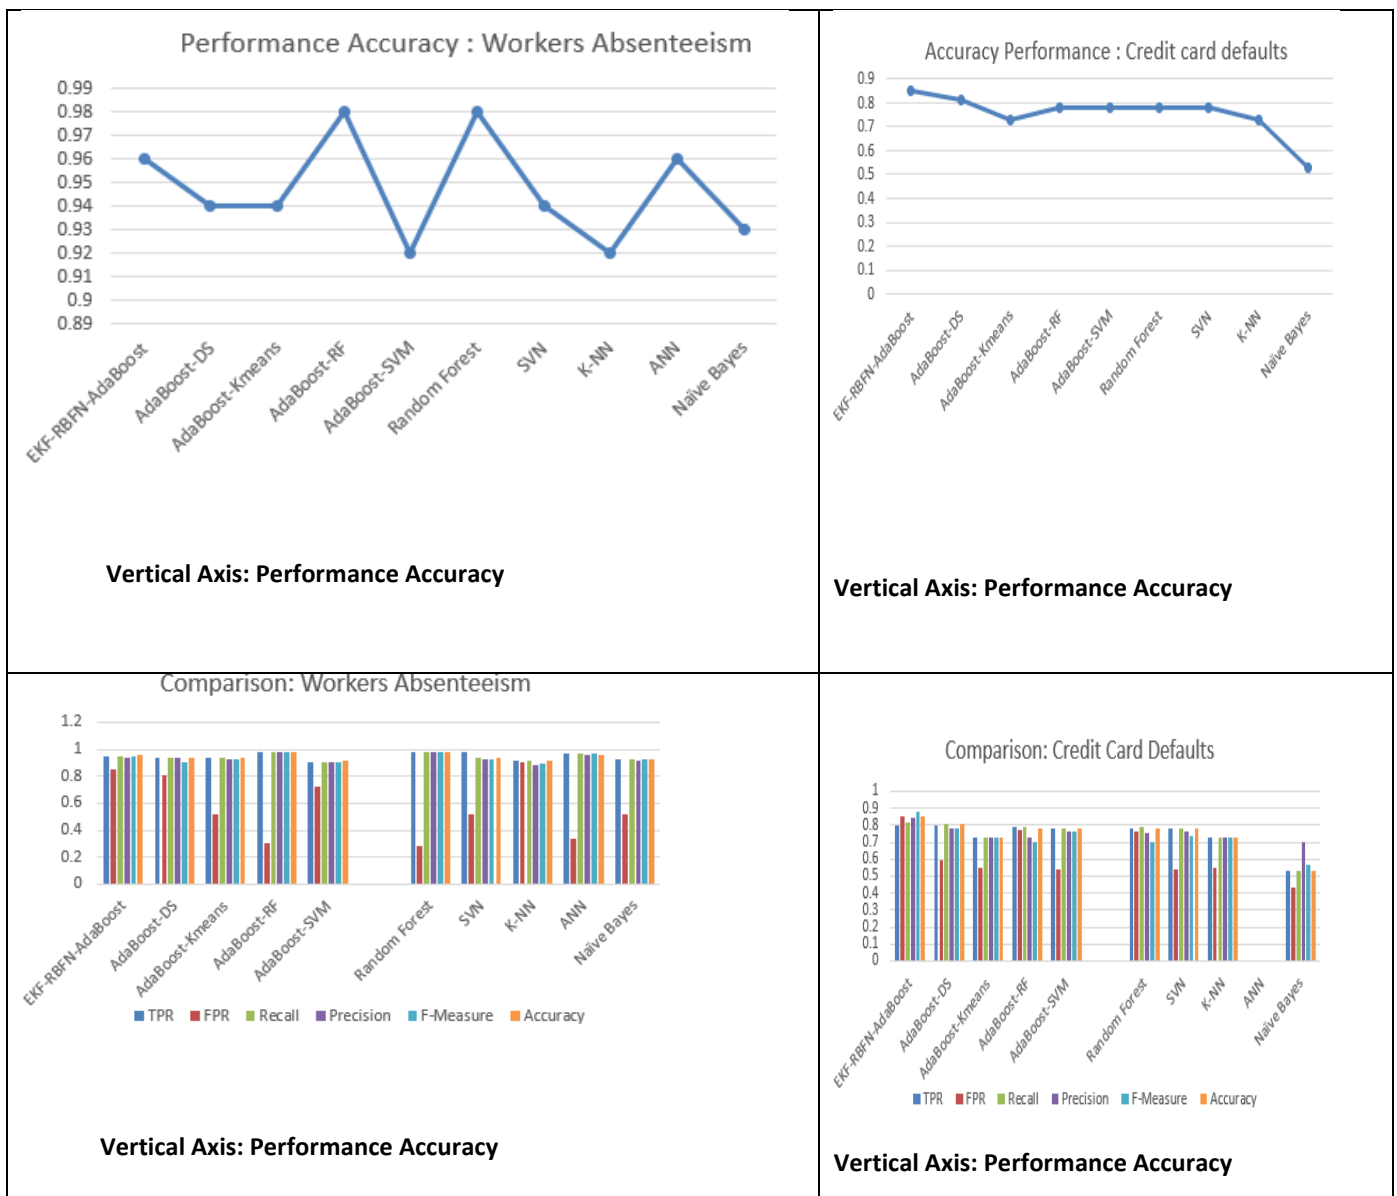 Performance Accuracy : Workers Absenteeism
0.99
0.98
0.97
0.96
0.95
0.94
0.93
0.92
0.91
0.9
0.89
EKF-RBFN-AdaBoost
AdaBoost-DS
AdaBoost-Kmeans
AdaBoost-RF
AdaBoost-SVM
Random Forest
SVN
K-NN
ANN
Naïve Bayes
Vertical Axis: Performance Accuracy
Accuracy Performance : Credit card defaults
0.9
0.8
0.7
0.6
0.5
0.4
0.3
0.2
0.1
0
EKF-RBFN-AdaBoost
AdaBoost-DS
AdaBoost-Kmeans
AdaBoost-RF
AdaBoost-SVM
Random Forest
SVN
K-NN
Naïve Bayes
Vertical Axis: Performance Accuracy
Comparison: Workers Absenteeism
1.2
1
0.8
0.6
0.4
0.2
0
EKF-RBFN-AdaBoost
AdaBoost-DS
AdaBoost-Kmeans
AdaBoost-RF
AdaBoost-SVM
Random Forest
SVN
K-NN
ANN
Naïve Bayes
TPR FPR Recall Precision F-Measure Accuracy
Vertical Axis: Performance Accuracy
Comparison: Credit Card Defaults
1
0.9
0.8
0.7
0.6
0.5
0.4
0.3
0.2
0.1
0
EKF-RBFN-AdaBoost
AdaBoost-DS
AdaBoost-Kmeans
AdaBoost-RF
AdaBoost-SVM
Random Forest
SVN
K-NN
ANN
Naïve Bayes
TPR FPR Recall Precision F-Measure Accuracy
Vertical Axis: Performance Accuracy